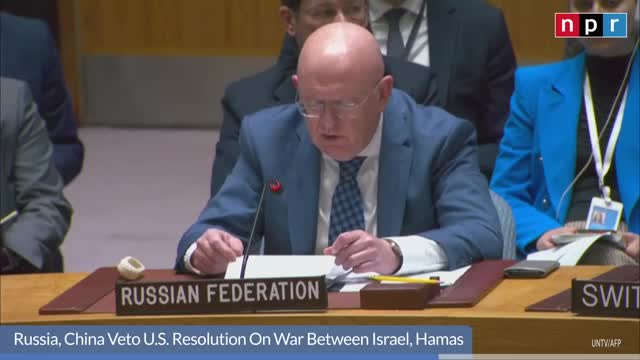 npr
RUSSIAN FEDERATION
SWIT
Russia, China Veto U.S. Resolution On War Between Israel, Hamas
UNTV/AFP